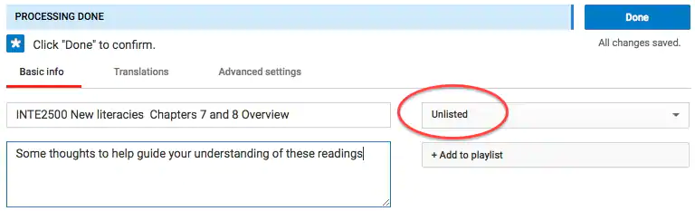 PROCESSING DONE
Done
Click "Done" to confirm.
All changes saved.
Basic info
Translations
Advanced settings
INTE2500 New literacies  Chapters 7 and 8 Overview
Unlisted
Some thoughts to help guide your understanding of these readings
+ Add to playlist